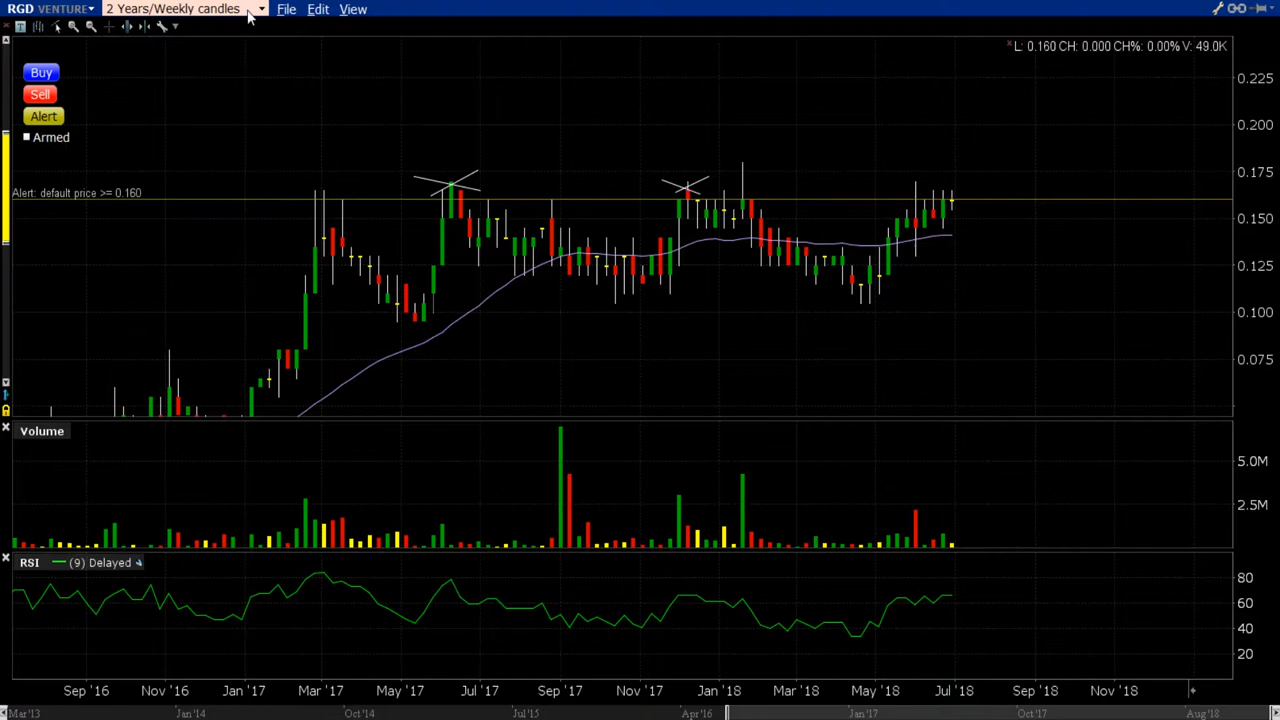 RGD VENTURE 2 Years/Weekly candles File Edit View
L: 0.160 CH: 0.000 CH%: 0.00% V: 49.0K
Buy
Sell
Alert
Armed
Alert: default price >= 0.160
0.225
0.200
0.175
0.150
0.125
0.100
0.075
Volume
5.0M
2.5M
RSI (9) Delayed
80
60
40
20
Sep '16 Nov '16 Jan '17 Mar '17 May '17 Jul '17 Sep '17 Nov '17 Jan '18 Mar '18 May '18 Jul '18 Sep '18 Nov '18
Mar'13 Jan'14 Oct'14 Jul'15 Apr'16 Jan'17 Oct'17 Aug'18